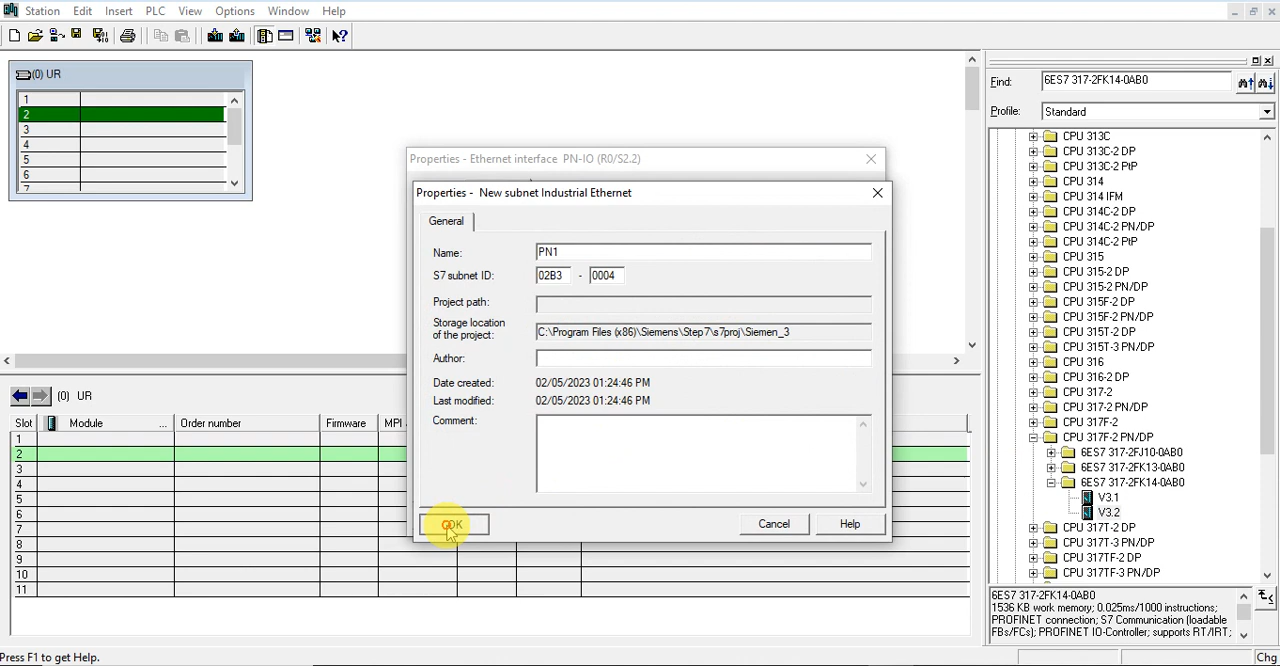 Station Edit Insert PLC View Options Window Help
(0) UR
1
2
3
4
5
6
7
Find: 6ES7 317-2FK14-0AB0
Profile: Standard
CPU 313C
CPU 313C-2 DP
CPU 313C-2 PtP
CPU 314
CPU 314 IFM
CPU 314C-2 DP
CPU 314C-2 PN/DP
CPU 314C-2 PtP
CPU 315
CPU 315-2 DP
CPU 315-2 PN/DP
CPU 315F-2 DP
CPU 315F-2 PN/DP
CPU 315T-2 DP
CPU 315T-3 PN/DP
CPU 316
CPU 316-2 DP
CPU 317-2
CPU 317-2 PN/DP
CPU 317F-2
CPU 317F-2 PN/DP
6ES7 317-2FJ10-0AB0
6ES7 317-2FK13-0AB0
6ES7 317-2FK14-0AB0
V3.1
V3.2
CPU 317T-2 DP
CPU 317T-3 PN/DP
CPU 317TF-2 DP
CPU 317TF-3 PN/DP
6ES7 317-2FK14-0AB0
1536 KB work memory; 0.025ms/1000 instructions;
PROFINET connection; S7 Communication (loadable
FBs/FCs); PROFINET IO-Controller; supports RT/IRT;
Properties - Ethernet interface PN-IO (R0/S2.2)
Properties - New subnet Industrial Ethernet
General
Name: PN1
S7 subnet ID: 02B3 - 0004
Project path:
Storage location
of the project: C:\Program Files (x86)\Siemens\Step7\s7proj\Siemen_3
Author:
Date created: 02/05/2023 01:24:46 PM
Last modified: 02/05/2023 01:24:46 PM
Comment:
OK Cancel Help
(0) UR
Slot Module ... Order number Firmware MPI
1
2
3
4
5
6
7
8
9
10
11
Press F1 to get Help. Chg